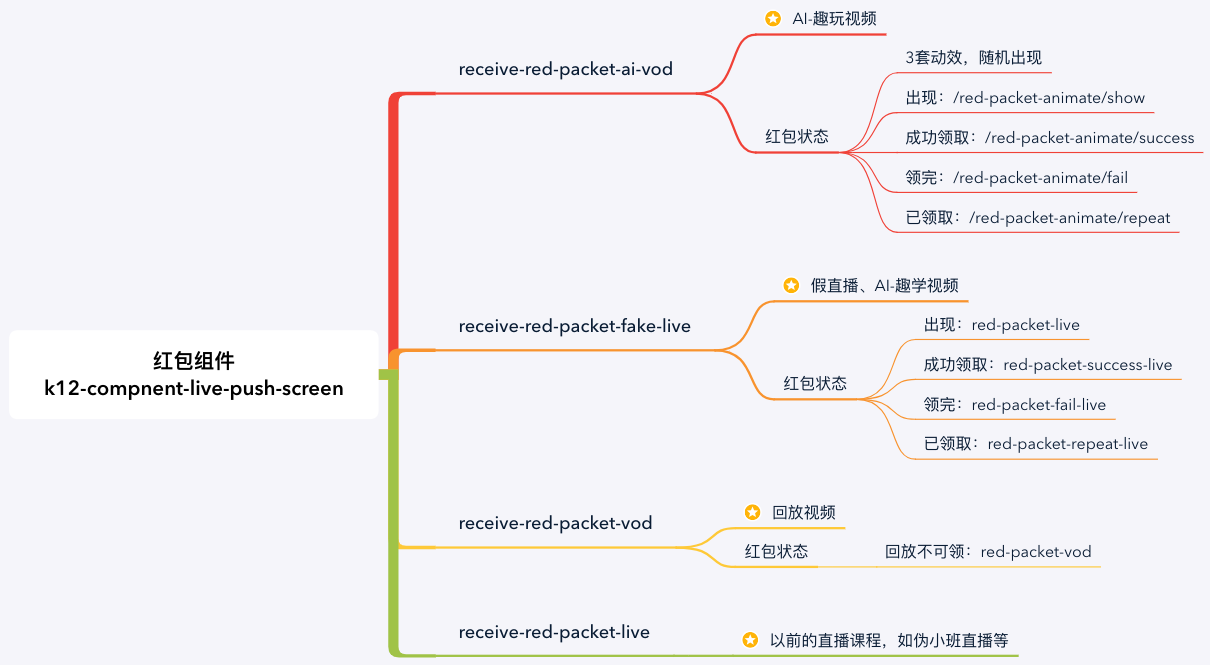 红包组件
k12-compnent-live-push-screen
receive-red-packet-ai-vod
AI-趣玩视频
红包状态
3套动效，随机出现
出现：/red-packet-animate/show
成功领取：/red-packet-animate/success
领完：/red-packet-animate/fail
已领取：/red-packet-animate/repeat
receive-red-packet-fake-live
假直播、AI-趣学视频
红包状态
出现：red-packet-live
成功领取：red-packet-success-live
领完：red-packet-fail-live
已领取：red-packet-repeat-live
receive-red-packet-vod
回放视频
红包状态
回放不可领：red-packet-vod
receive-red-packet-live
以前的直播课程，如伪小班直播等